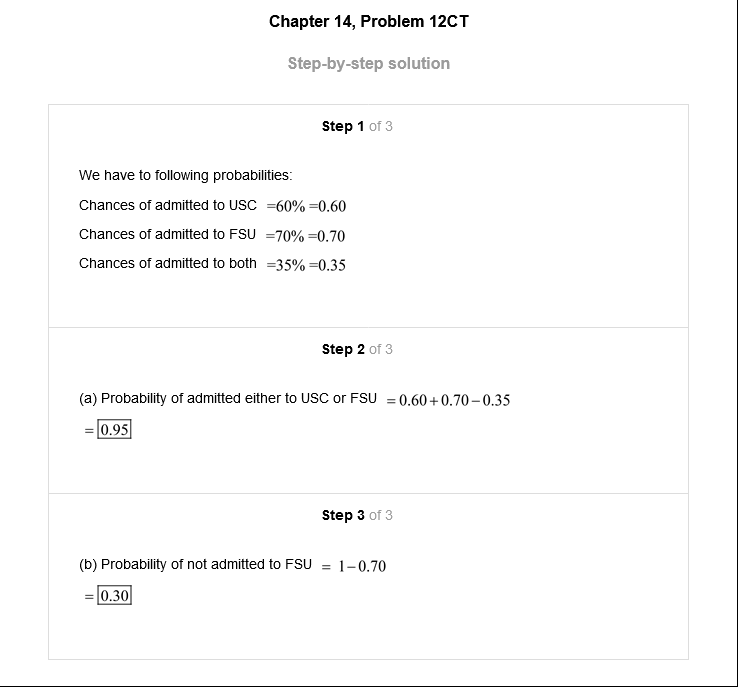 Chapter 14, Problem 12CT
Step-by-step solution
Step 1 of 3
We have to following probabilities:
Chances of admitted to USC =60% =0.60
Chances of admitted to FSU =70% =0.70
Chances of admitted to both =35% =0.35
Step 2 of 3
(a) Probability of admitted either to USC or FSU = 0.60+0.70−0.35
= 0.95
Step 3 of 3
(b) Probability of not admitted to FSU = 1−0.70
= 0.30